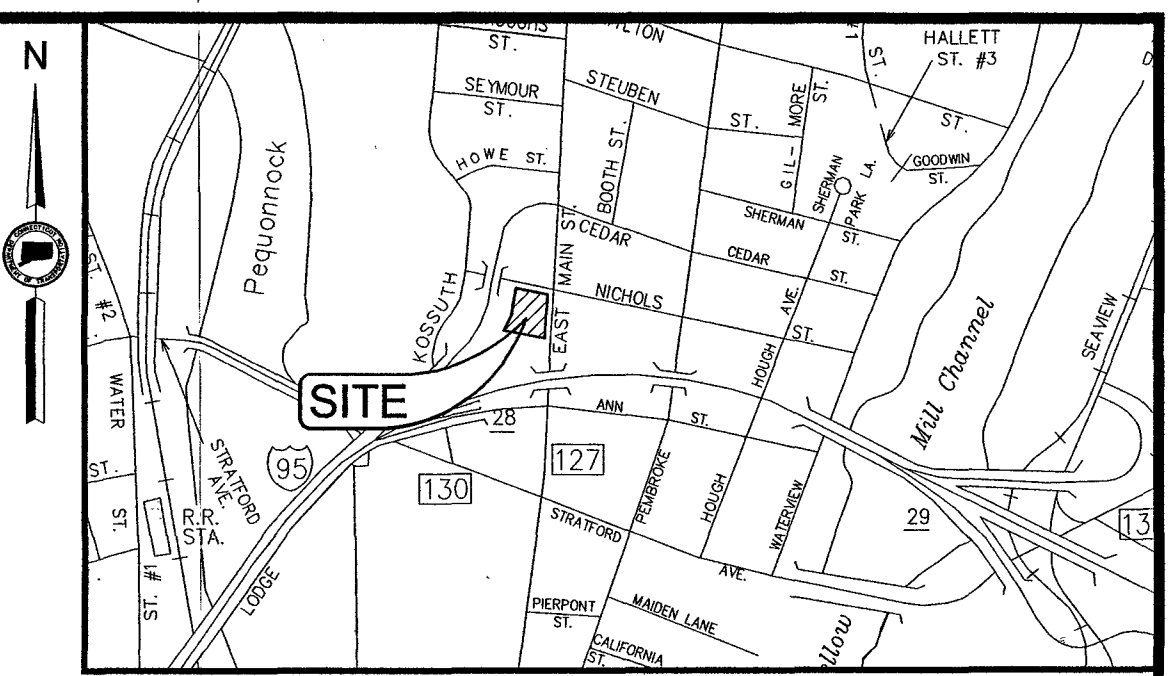 N
ST.
STEUBEN
ST.
SEYMOUR
ST.
HOWE ST.
BOOTH ST.
GIL-MORE
ST.
HALLETT
ST. #3
ST.
ST.
GOODWIN
ST.
SHERMAN
PARK LA.
SHERMAN
ST.
Pequonnock
ST. #2
KOSSUTH
EAST MAIN ST.
CEDAR
CEDAR
ST.
NICHOLS
ST.
HOUGH
AVE.
SEAVIEW
Mill Channel
SITE
WATER
ST.
ST.
STRATFORD
AVE.
R.R.
STA.
ST. #1
95
LODGE
28
130
127
ANN
ST.
PEMBROKE
HOUGH
WATERVIEW
29
STRATFORD
AVE.
PIERPONT
ST.
MAIDEN LANE
CALIFORNIA
ST.